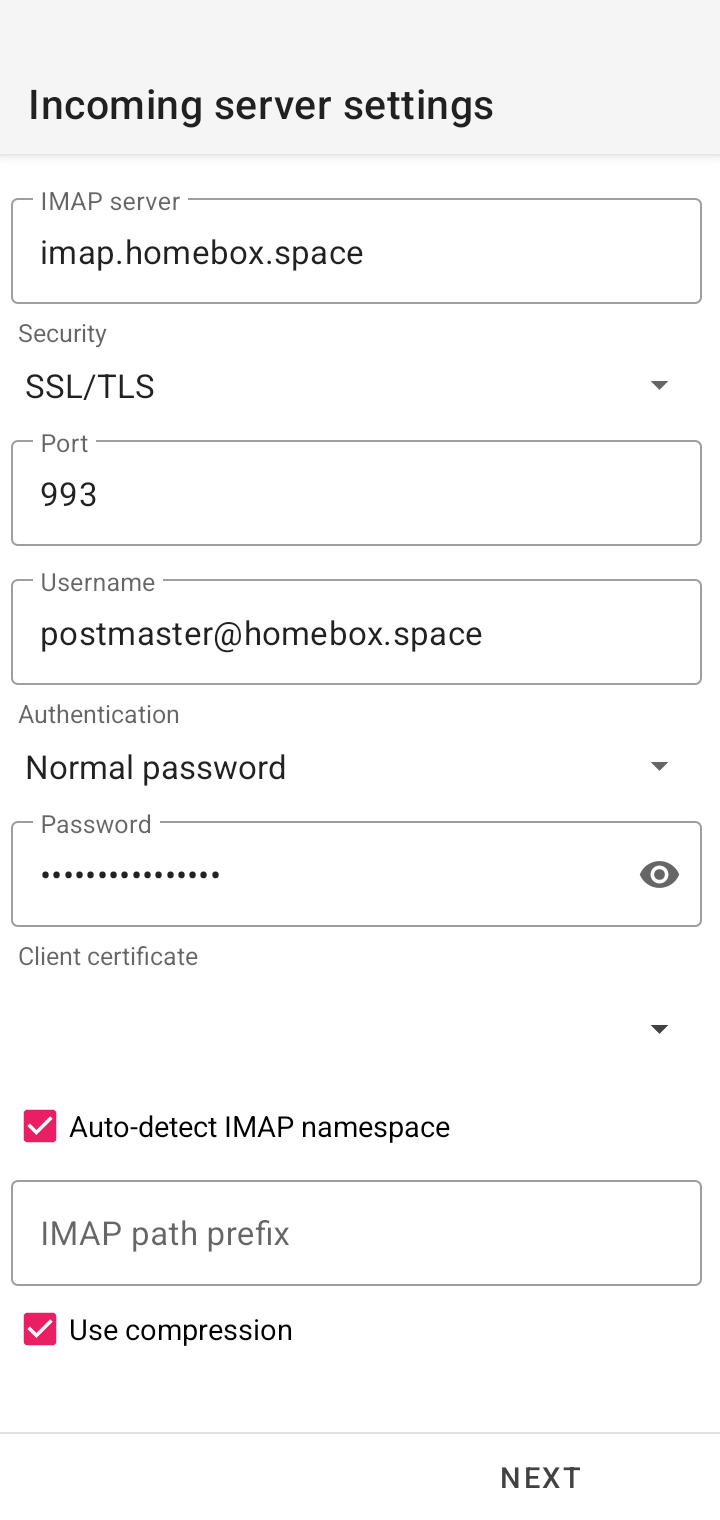 Incoming server settings
IMAP server
imap.homebox.space
Security
SSL/TLS
Port
993
Username
postmaster@homebox.space
Authentication
Normal password
Password
••••••••••••••••
Client certificate
Auto-detect IMAP namespace
IMAP path prefix
Use compression
NEXT